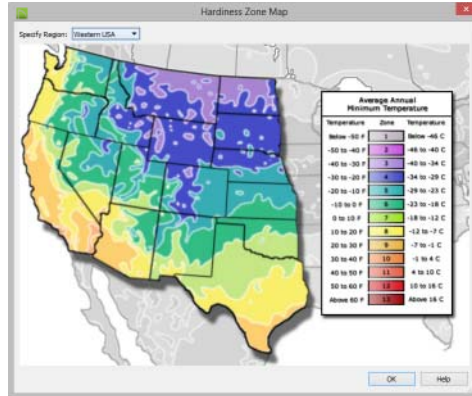 Hardiness Zone Map
Specify Region: Western USA
Average Annual
Minimum Temperature
Temperature Zone Temperature
Below -50 F 1 Below -46 C
-50 to -40 F 2 -46 to -40 C
-40 to -30 F 3 -40 to -34 C
-30 to -20 F 4 -34 to -29 C
-20 to -10 F 5 -29 to -23 C
-10 to 0 F 6 -23 to -18 C
0 to 10 F 7 -18 to -12 C
10 to 20 F 8 -12 to -7 C
20 to 30 F 9 -7 to -1 C
30 to 40 F 10 -1 to 4 C
40 to 50 F 11 4 to 10 C
50 to 60 F 12 10 to 16 C
Above 60 F 13 Above 16 C
OK Help